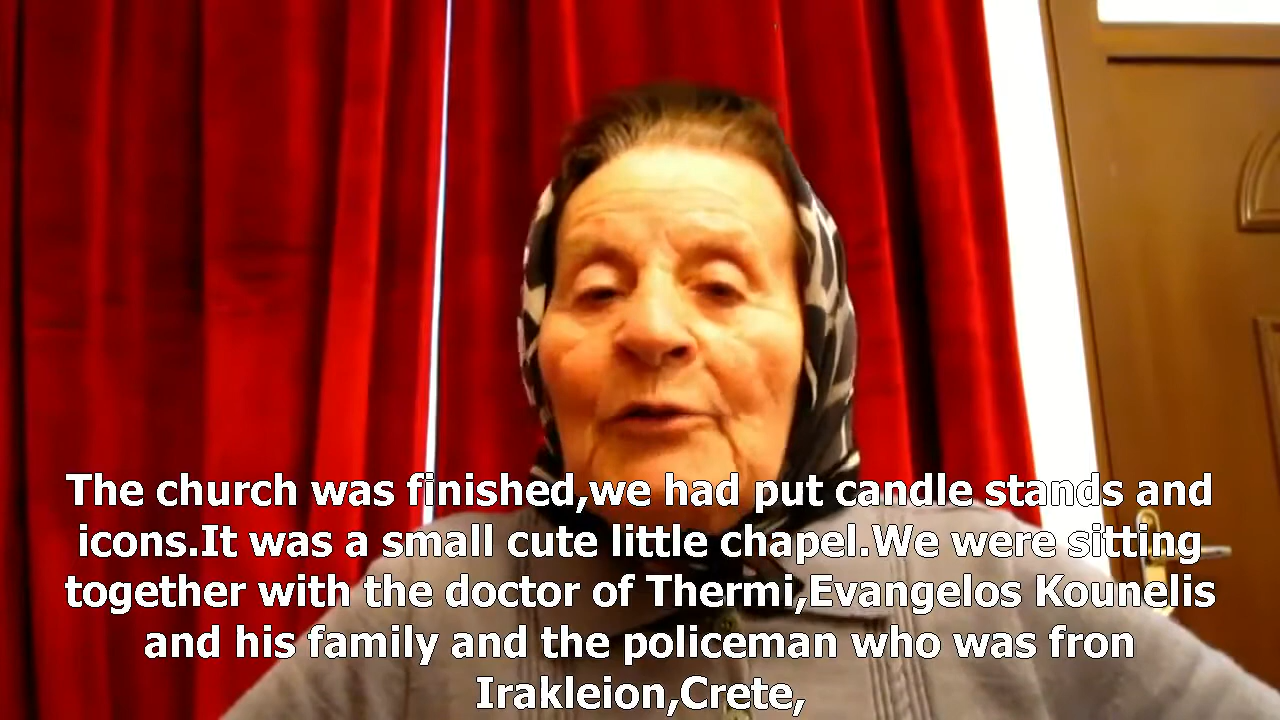 The church was finished,we had put candle stands and
icons.It was a small cute little chapel.We were sitting
together with the doctor of Thermi,Evangelos Kounelis
and his family and the policeman who was fron
Irakleion,Crete,